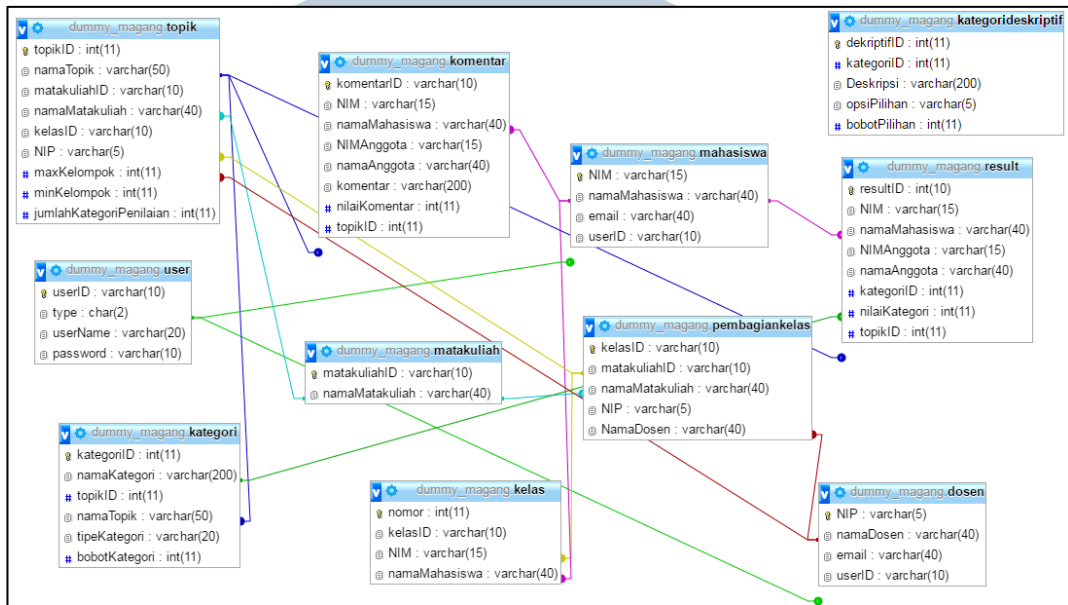 dummy_magang.topik
topikID : int(11)
namaTopik : varchar(50)
matakuliahID : varchar(10)
namaMatakuliah : varchar(40)
kelasID : varchar(10)
NIP : varchar(5)
maxKelompok : int(11)
minKelompok : int(11)
jumlahKategoriPenilaian : int(11)
dummy_magang.komentar
komentarID : varchar(10)
NIM : varchar(15)
namaMahasiswa : varchar(40)
NIMAnggota : varchar(15)
namaAnggota : varchar(40)
komentar : varchar(200)
nilaiKomentar : int(11)
topikID : int(11)
dummy_magang.kategorideskriptif
dekriptifID : int(11)
kategoriID : int(11)
Deskripsi : varchar(200)
opsiPilihan : varchar(5)
bobotPilihan : int(11)
dummy_magang.mahasiswa
NIM : varchar(15)
namaMahasiswa : varchar(40)
email : varchar(40)
userID : varchar(10)
dummy_magang.result
resultID : int(10)
NIM : varchar(15)
namaMahasiswa : varchar(40)
NIMAnggota : varchar(15)
namaAnggota : varchar(40)
kategoriID : int(11)
nilaiKategori : int(11)
topikID : int(11)
dummy_magang.user
userID : varchar(10)
type : char(2)
userName : varchar(20)
password : varchar(10)
dummy_magang.matakuliah
matakuliahID : varchar(10)
namaMatakuliah : varchar(40)
dummy_magang.pembagiankelas
kelasID : varchar(10)
matakuliahID : varchar(10)
namaMatakuliah : varchar(40)
NIP : varchar(5)
NamaDosen : varchar(40)
dummy_magang.kategori
kategoriID : int(11)
namaKategori : varchar(200)
topikID : int(11)
namaTopik : varchar(50)
tipeKategori : varchar(20)
bobotKategori : int(11)
dummy_magang.kelas
nomor : int(11)
kelasID : varchar(10)
NIM : varchar(15)
namaMahasiswa : varchar(40)
dummy_magang.dosen
NIP : varchar(5)
namaDosen : varchar(40)
email : varchar(40)
userID : varchar(10)